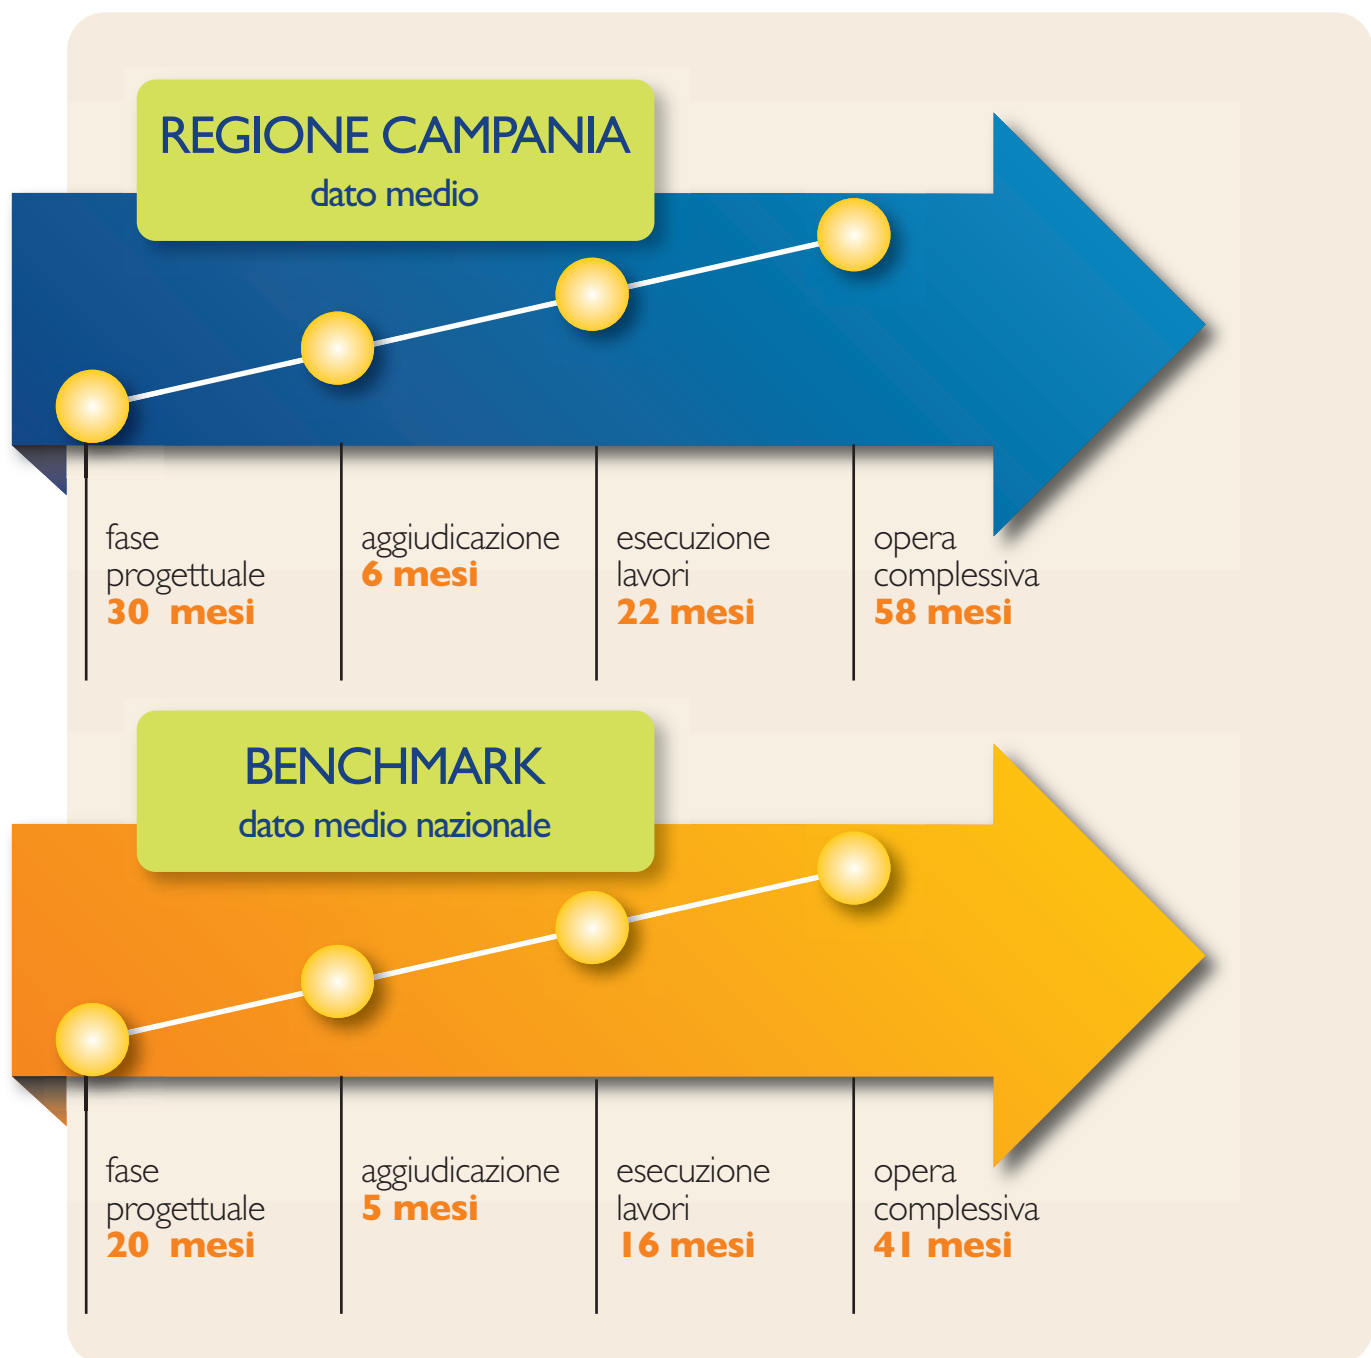 REGIONE CAMPANIA
dato medio
fase
progettuale
30 mesi
aggiudicazione
6 mesi
esecuzione
lavori
22 mesi
opera
complessiva
58 mesi
BENCHMARK
dato medio nazionale
fase
progettuale
20 mesi
aggiudicazione
5 mesi
esecuzione
lavori
16 mesi
opera
complessiva
41 mesi